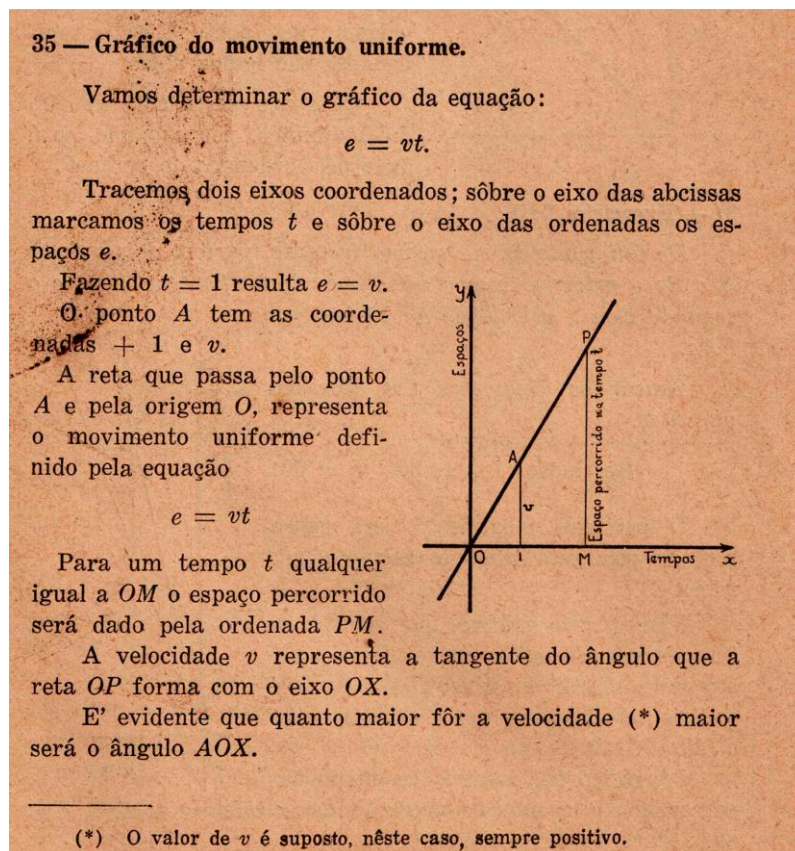 35 — Gráfico do movimento uniforme.
Vamos determinar o gráfico da equação:
e = vt.
Tracemos dois eixos coordenados; sôbre o eixo das abcissas
marcamos os tempos t e sôbre o eixo das ordenadas os es-
paços e.
Fazendo t = 1 resulta e = v.
O ponto A tem as coorde-
nadas + 1 e v.
A reta que passa pelo ponto
A e pela origem O, representa
o movimento uniforme defi-
nido pela equação
e = vt
Para um tempo t qualquer
igual a OM o espaço percorrido
será dado pela ordenada PM.
y
Espaços
P
Espaço percorrido no tempo t
A
v
O
1
M
Tempos
x
A velocidade v representa a tangente do ângulo que a
reta OP forma com o eixo OX.
E' evidente que quanto maior fôr a velocidade (*) maior
será o ângulo AOX.
(*) O valor de v é suposto, nêste caso, sempre positivo.